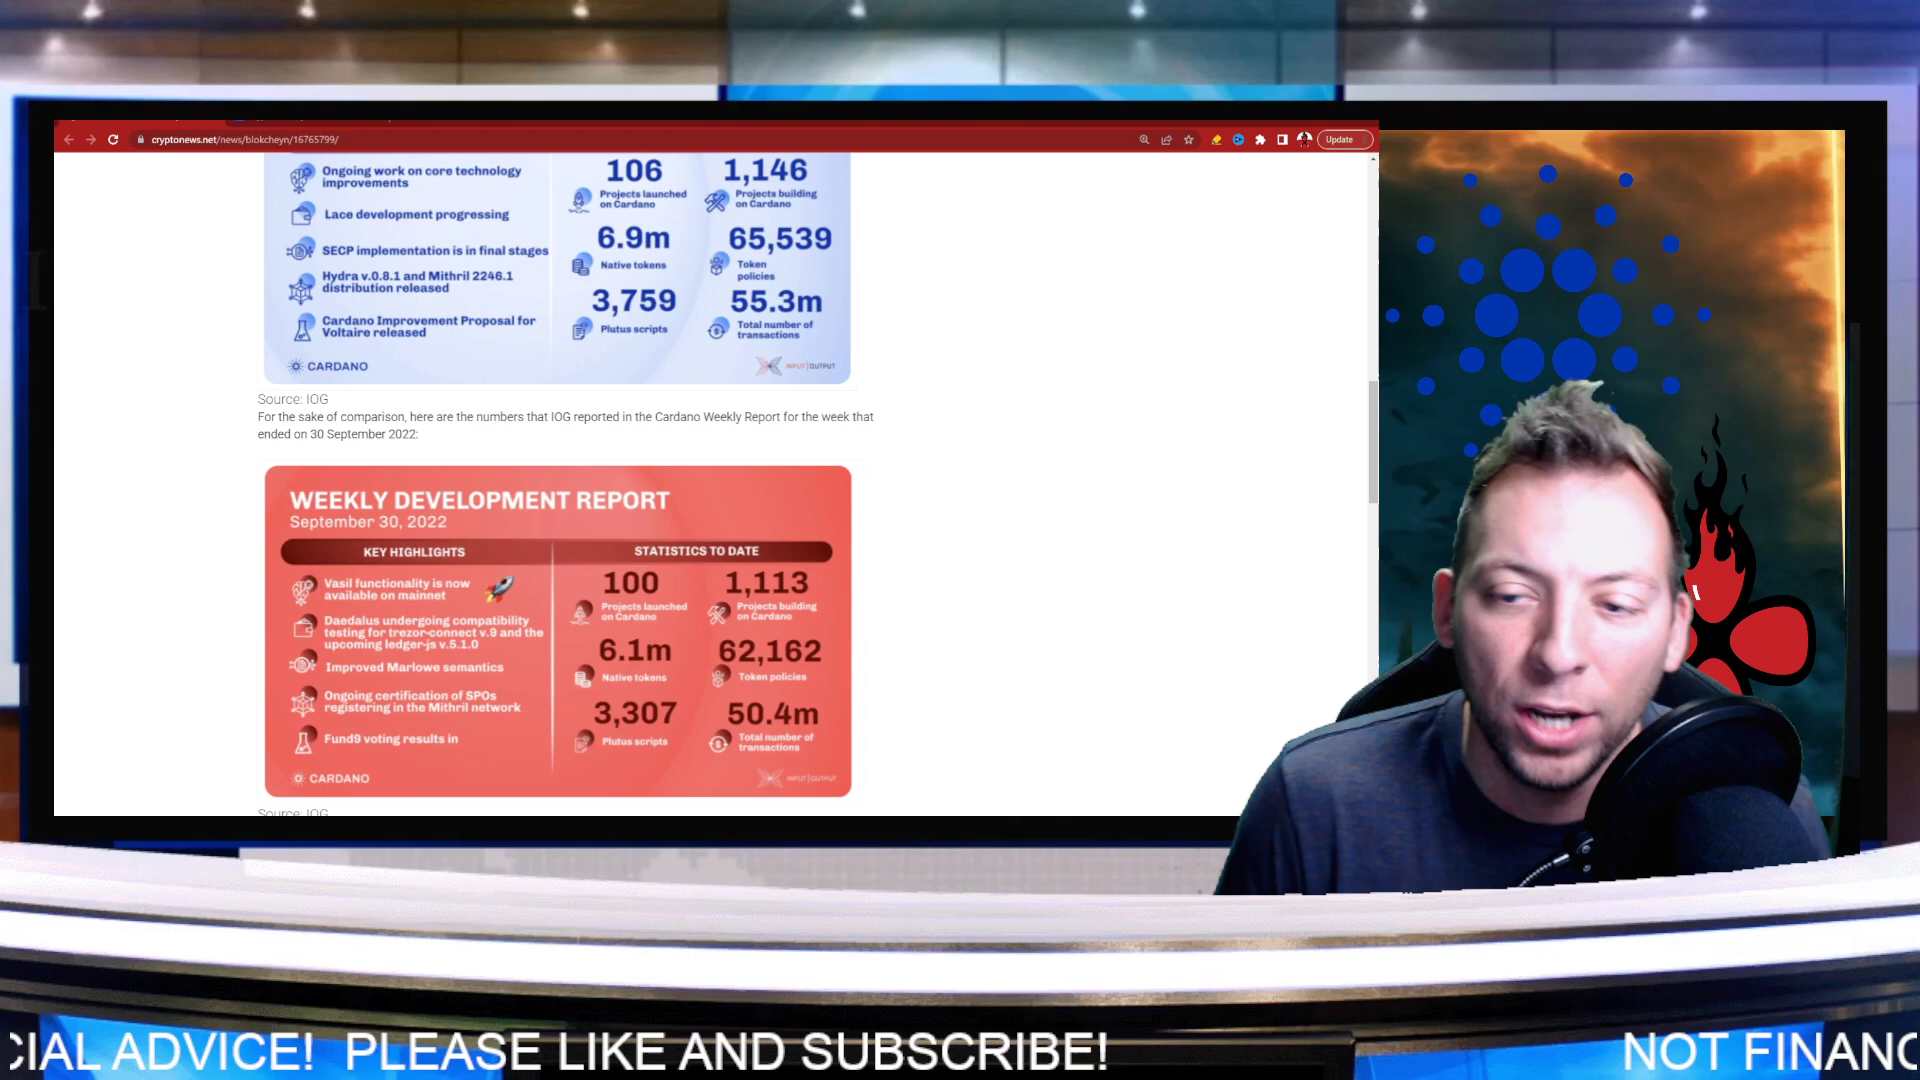 cryptonews.net/news/blokcheyn/16765799/
Update
Ongoing work on core technology
improvements
Lace development progressing
SECP implementation is in final stages
Hydra v.0.8.1 and Mithril 2246.1
distribution released
Cardano Improvement Proposal for
Voltaire released
CARDANO
106
Projects launched
on Cardano
1,146
Projects building
on Cardano
6.9m
Native tokens
65,539
Token
policies
3,759
Plutus scripts
55.3m
Total number of
transactions
INPUT|OUTPUT
Source: IOG
For the sake of comparison, here are the numbers that IOG reported in the Cardano Weekly Report for the week that
ended on 30 September 2022:
WEEKLY DEVELOPMENT REPORT
September 30, 2022
KEY HIGHLIGHTS
Vasil functionality is now
available on mainnet
Daedalus undergoing compatibility
testing for trezor-connect v.9 and the
upcoming ledger-js v.5.1.0
Improved Marlowe semantics
Ongoing certification of SPOs
registering in the Mithril network
Fund9 voting results in
CARDANO
STATISTICS TO DATE
100
Projects launched
on Cardano
1,113
Projects building
on Cardano
6.1m
Native tokens
62,162
Token policies
3,307
Plutus scripts
50.4m
Total number of
transactions
INPUT|OUTPUT
Source: IOG
CIAL ADVICE! PLEASE LIKE AND SUBSCRIBE!
NOT FINANC